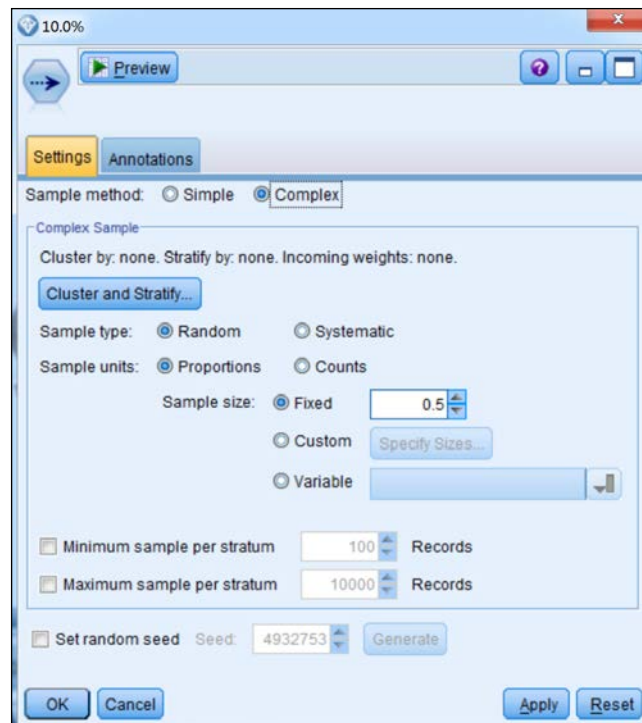 10.0%
Preview
Settings Annotations
Sample method: Simple Complex
Complex Sample
Cluster by: none. Stratify by: none. Incoming weights: none.
Cluster and Stratify...
Sample type: Random Systematic
Sample units: Proportions Counts
Sample size: Fixed 0.5
Custom Specify Sizes...
Variable
Minimum sample per stratum 100 Records
Maximum sample per stratum 10000 Records
Set random seed Seed: 4932753 Generate
OK Cancel Apply Reset